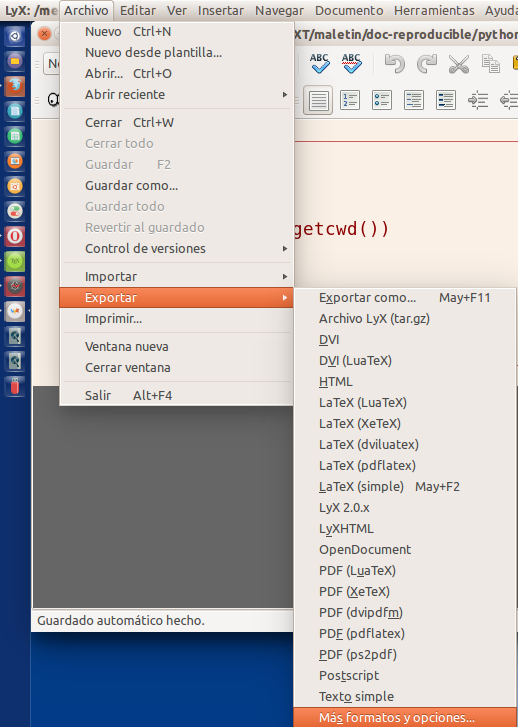 LyX: /me Archivo Editar Ver Insertar Navegar Documento Herramientas Ayuda
XT/maletin/doc-reproducible/python
Nuevo Ctrl+N
Nuevo desde plantilla...
Abrir... Ctrl+O
Abrir reciente
Cerrar Ctrl+W
Cerrar todo
Guardar F2
Guardar como...
Guardar todo
Revertir al guardado
Control de versiones
Importar
Exportar
Imprimir...
Ventana nueva
Cerrar ventana
Salir Alt+F4
ABC ABC
getcwd())
Exportar como... May+F11
Archivo LyX (tar.gz)
DVI
DVI (LuaTeX)
HTML
LaTeX (LuaTeX)
LaTeX (XeTeX)
LaTeX (dviluatex)
LaTeX (pdflatex)
LaTeX (simple) May+F2
LyX 2.0.x
LyXHTML
OpenDocument
PDF (LuaTeX)
PDF (XeTeX)
PDF (dvipdfm)
PDF (pdflatex)
PDF (ps2pdf)
Postscript
Texto simple
Más formatos y opciones...
Guardado automático hecho.